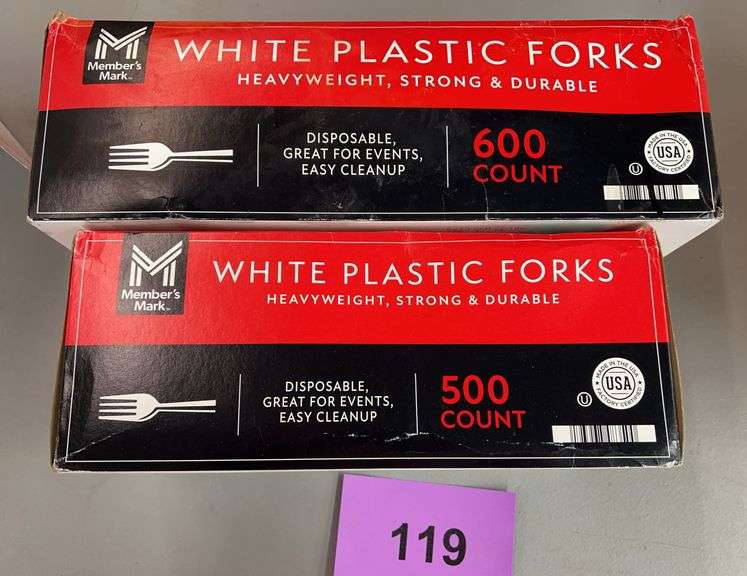 Member's
Mark™
WHITE PLASTIC FORKS
HEAVYWEIGHT, STRONG & DURABLE
DISPOSABLE,
GREAT FOR EVENTS,
EASY CLEANUP
600
COUNT
U
MADE IN THE USA
USA
FACTORY CERTIFIED
Member's
Mark™
WHITE PLASTIC FORKS
HEAVYWEIGHT, STRONG & DURABLE
DISPOSABLE,
GREAT FOR EVENTS,
EASY CLEANUP
500
COUNT
U
MADE IN THE USA
USA
FACTORY CERTIFIED
119